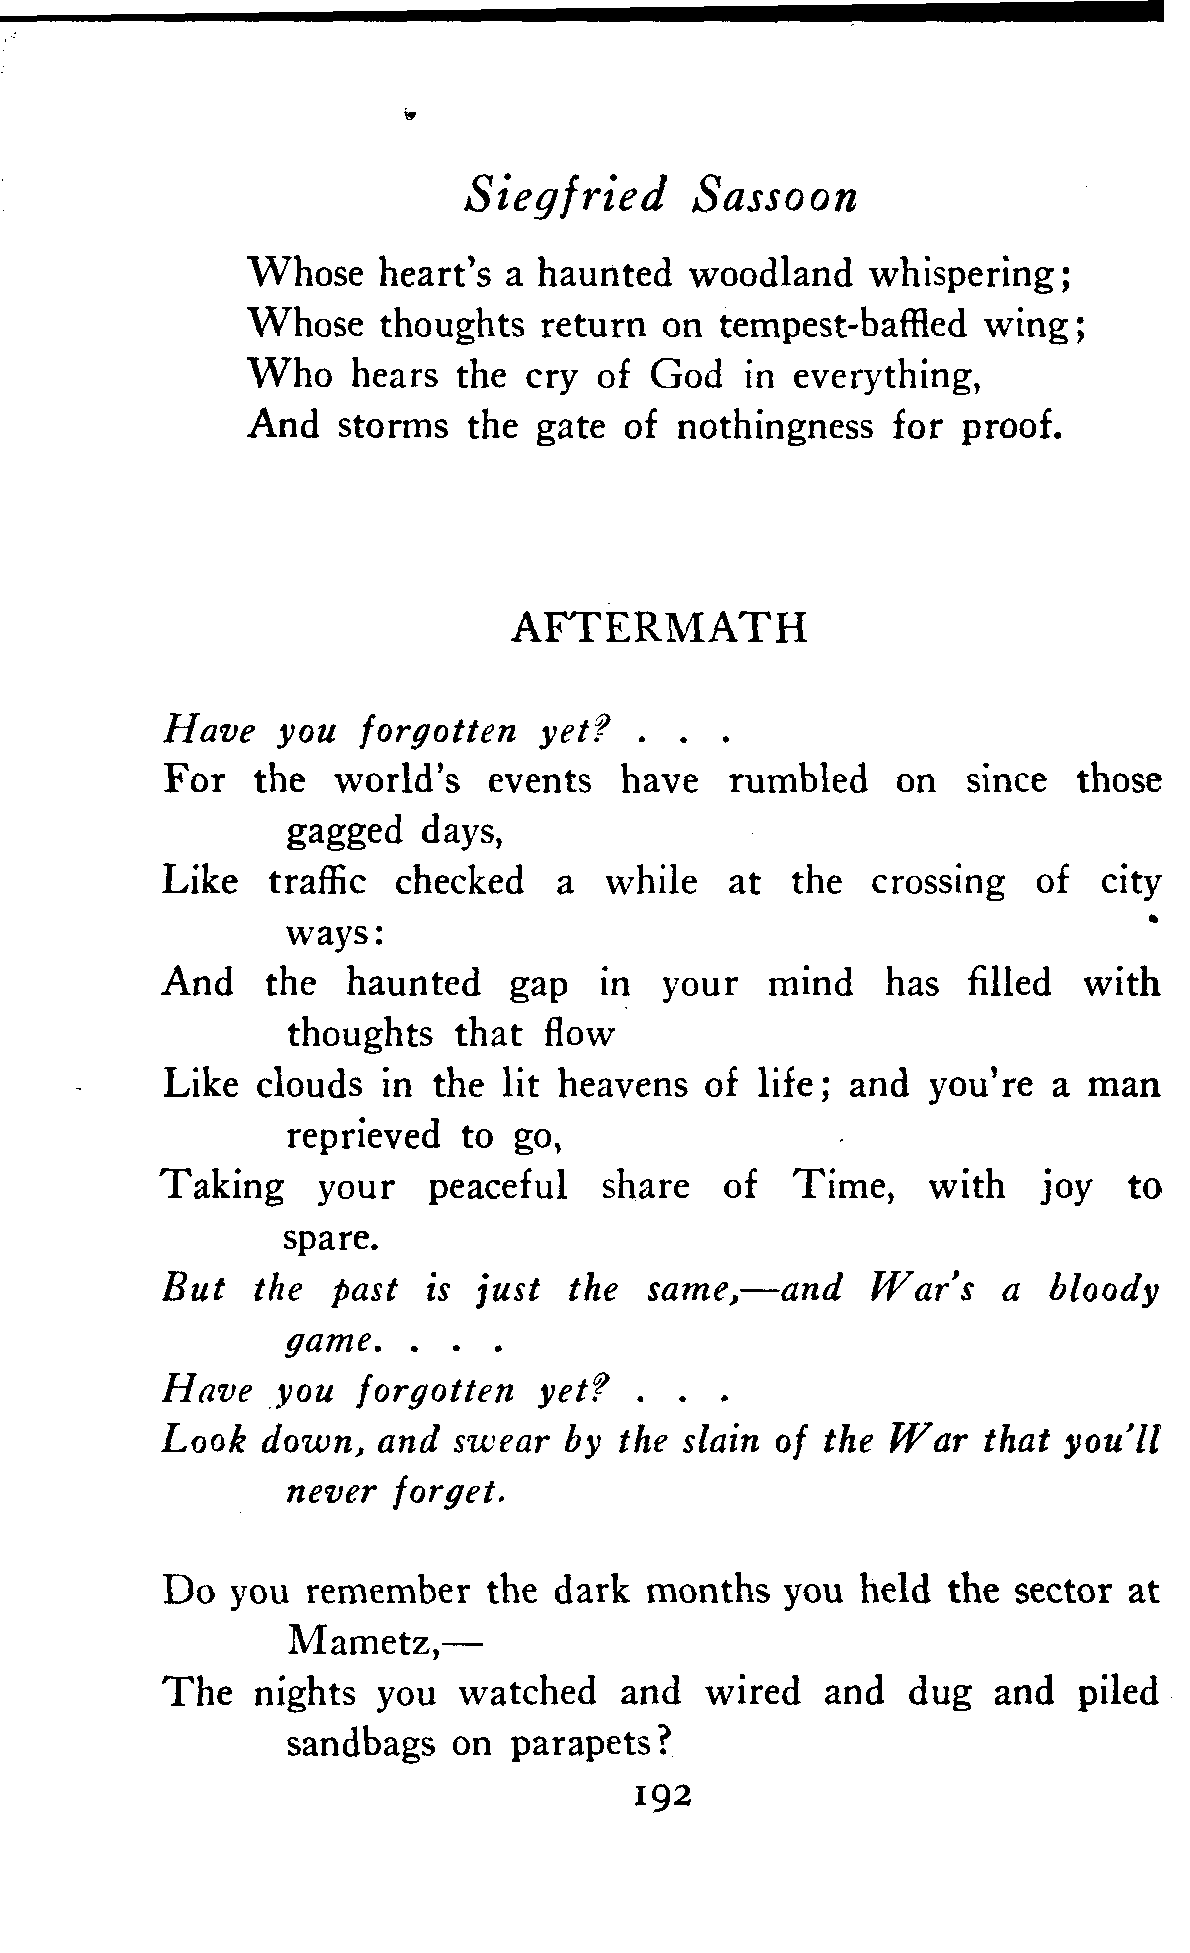 Siegfried Sassoon
Whose heart's a haunted woodland whispering;
Whose thoughts return on tempest-baffled wing;
Who hears the cry of God in everything,
And storms the gate of nothingness for proof.
AFTERMATH
Have you forgotten yet? . . .
For the world's events have rumbled on since those
gagged days,
Like traffic checked a while at the crossing of city
ways:
And the haunted gap in your mind has filled with
thoughts that flow
Like clouds in the lit heavens of life; and you're a man
reprieved to go,
Taking your peaceful share of Time, with joy to
spare.
But the past is just the same,—and War's a bloody
game. . . .
Have you forgotten yet? . . .
Look down, and swear by the slain of the War that you'll
never forget.
Do you remember the dark months you held the sector at
Mametz,—
The nights you watched and wired and dug and piled
sandbags on parapets?
192